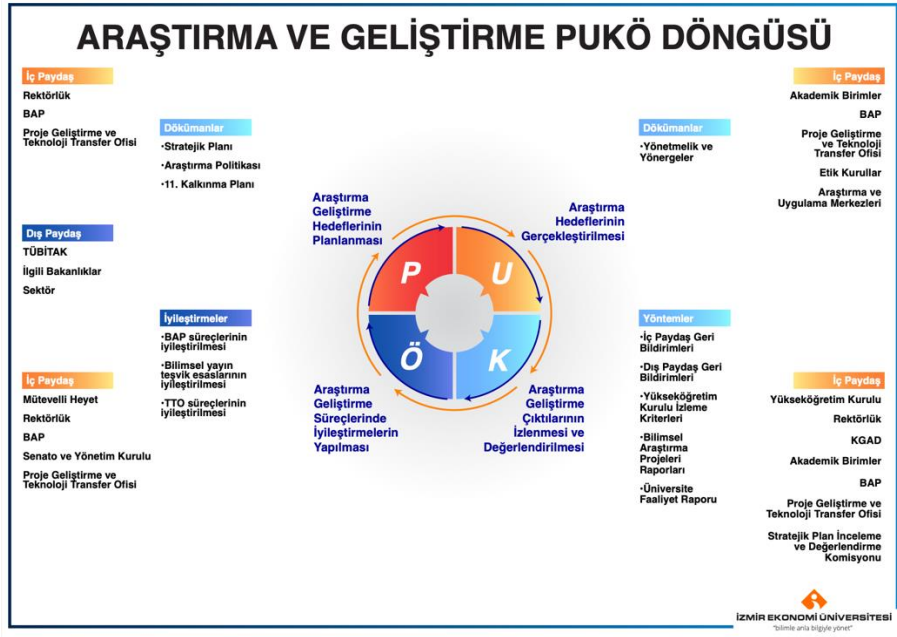 ARAŞTIRMA VE GELİŞTİRME PUKÖ DÖNGÜSÜ
İç Paydaş
Rektörlük
BAP
Proje Geliştirme ve
Teknoloji Transfer Ofisi
Dökümanlar
·Stratejik Planı
·Araştırma Politikası
·11. Kalkınma Planı
Dış Paydaş
TÜBİTAK
İlgili Bakanlıklar
Sektör
Araştırma
Geliştirme
Hedeflerinin
Planlanması
P
Araştırma
Hedeflerinin
Gerçekleştirilmesi
U
Dökümanlar
·Yönetmelik ve
Yönergeler
İç Paydaş
Akademik Birimler
BAP
Proje Geliştirme
ve Teknoloji
Transfer Ofisi
Etik Kurullar
Araştırma ve
Uygulama Merkezleri
İyileştirmeler
·BAP süreçlerinin
iyileştirilmesi
·Bilimsel yayın
teşvik esaslarının
iyileştirilmesi
·TTO süreçlerinin
iyileştirilmesi
İç Paydaş
Mütevelli Heyet
Rektörlük
BAP
Senato ve Yönetim Kurulu
Proje Geliştirme ve
Teknoloji Transfer Ofisi
Ö
Araştırma
Geliştirme
Süreçlerinde
İyileştirmelerin
Yapılması
K
Araştırma
Geliştirme
Çıktılarının
İzlenmesi ve
Değerlendirilmesi
Yöntemler
·İç Paydaş Geri
Bildirimleri
·Dış Paydaş Geri
Bildirimleri
·Yükseköğretim
Kurulu İzleme
Kriterleri
·Bilimsel
Araştırma
Projeleri
Raporları
·Üniversite
Faaliyet Raporu
İç Paydaş
Yükseköğretim Kurulu
Rektörlük
KGAD
Akademik Birimler
BAP
Proje Geliştirme ve
Teknoloji Transfer Ofisi
Stratejik Plan İnceleme
ve Değerlendirme
Komisyonu
İZMİR EKONOMİ ÜNİVERSİTESİ
"bilimle anla bilgiyle yönet"